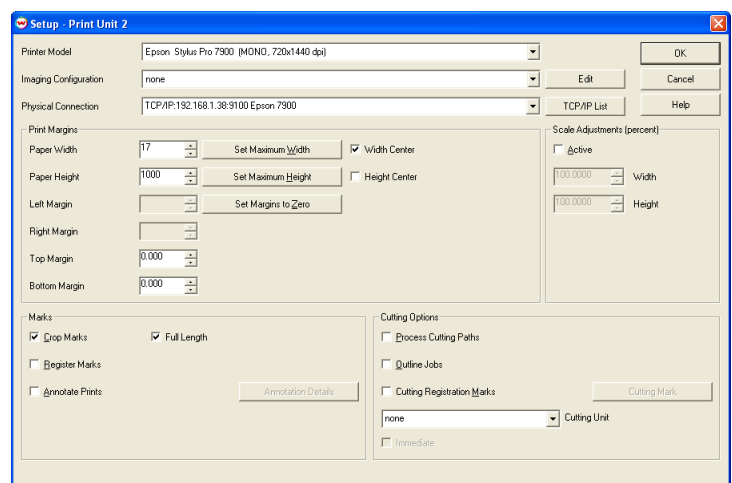 Setup - Print Unit 2
Printer Model
Epson Stylus Pro 7900 (MONO, 720x1440 dpi)
OK
Imaging Configuration
none
Edit
Cancel
Physical Connection
TCP/IP:192.168.1.38:9100 Epson 7900
TCP/IP List
Help
Print Margins
Scale Adjustments (percent)
Paper Width
17
Set Maximum Width
Width Center
Active
Paper Height
1000
Set Maximum Height
Height Center
100.0000
Width
Left Margin
Set Margins to Zero
100.0000
Height
Right Margin
Top Margin
0.000
Bottom Margin
0.000
Marks
Cutting Options
Crop Marks
Full Length
Process Cutting Paths
Register Marks
Outline Jobs
Annotate Prints
Annotation Details
Cutting Registration Marks
Cutting Mark
none
Cutting Unit
Immediate